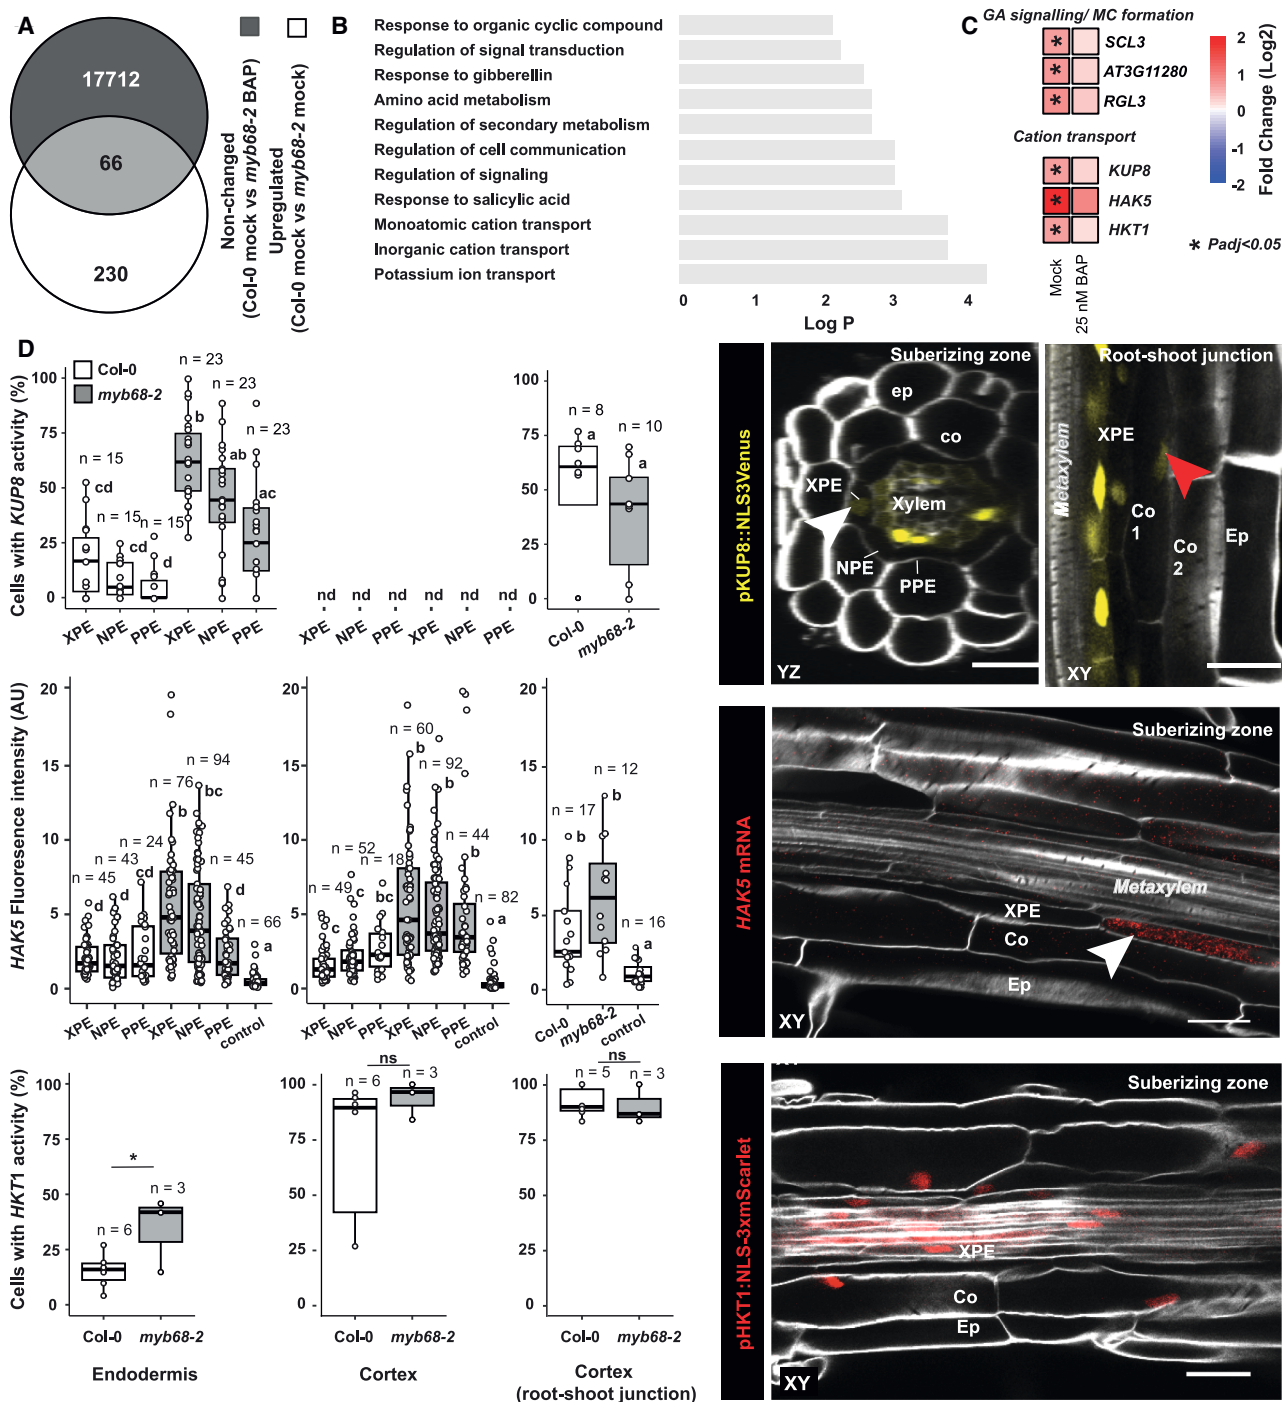 A
17712
66
230
Non-changed
(Col-0 mock vs myb68-2 BAP)
Upregulated
(Col-0 mock vs myb68-2 mock)
B
Response to organic cyclic compound
Regulation of signal transduction
Response to gibberellin
Amino acid metabolism
Regulation of secondary metabolism
Regulation of cell communication
Regulation of signaling
Response to salicylic acid
Monoatomic cation transport
Inorganic cation transport
Potassium ion transport
0 1 2 3 4
Log P
C
GA signalling/ MC formation
* SCL3
* AT3G11280
* RGL3
Cation transport
* KUP8
* HAK5
* HKT1
Mock
25 nM BAP
2
1
0
-1
-2
Fold Change (Log2)
* Padj<0.05
D
Cells with KUP8 activity (%)
100
75
50
25
0
Col-0
myb68-2
n = 15
cd
n = 15
cd
n = 15
d
n = 23
b
n = 23
ab
n = 23
ac
XPE NPE PPE XPE NPE PPE
nd nd nd nd nd nd
XPE NPE PPE XPE NPE PPE
100
75
50
25
0
n = 8
a
n = 10
a
Col-0 myb68-2
pKUP8::NLS3Venus
Suberizing zone
ep
co
XPE
Xylem
NPE
PPE
YZ
Root-shoot junction
Metaxylem
XPE
Co 1
Co 2
Ep
XY
HAK5 Fluorescence intensity (AU)
20
15
10
5
0
n = 45
d
n = 43
d
n = 24
cd
n = 76
b
n = 94
bc
n = 45
d
n = 66
a
XPE NPE PPE XPE NPE PPE control
20
15
10
5
0
n = 49
c
n = 52
c
n = 18
bc
n = 60
b
n = 92
b
n = 44
b
n = 82
a
XPE NPE PPE XPE NPE PPE control
20
15
10
5
0
n = 17
b
n = 12
b
n = 16
a
Col-0 myb68-2 control
HAK5 mRNA
Suberizing zone
Metaxylem
XPE
Co
Ep
XY
Cells with HKT1 activity (%)
100
75
50
25
0
*
n = 6
n = 3
Col-0 myb68-2
Endodermis
100
75
50
25
0
ns
n = 6
n = 3
Col-0 myb68-2
Cortex
100
75
50
25
0
ns
n = 5
n = 3
Col-0 myb68-2
Cortex
(root-shoot junction)
pHKT1:NLS-3xmScarlet
Suberizing zone
XPE
Co
Ep
XY